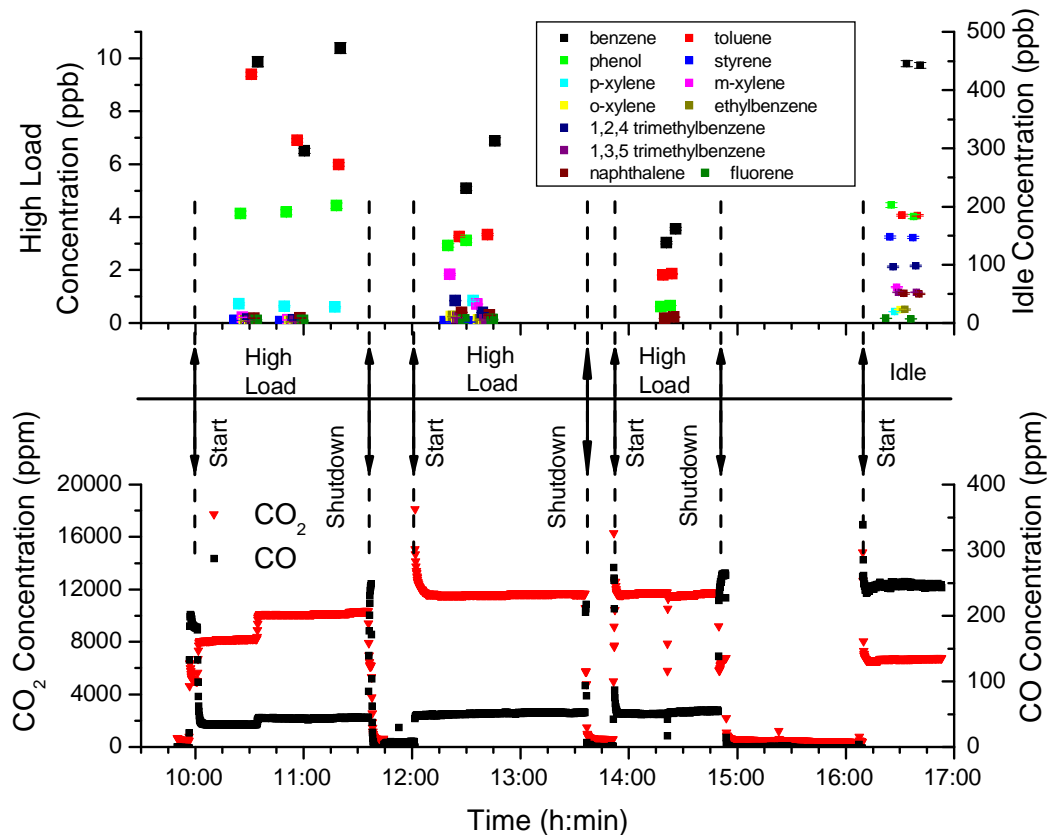 High Load
Concentration (ppb)
10
8
6
4
2
0
benzene toluene
phenol styrene
p-xylene m-xylene
o-xylene ethylbenzene
1,2,4 trimethylbenzene
1,3,5 trimethylbenzene
naphthalene fluorene
500
400
300
200
100
0
Idle Concentration (ppb)
High
Load
High
Load
High
Load
Idle
Start
Shutdown
Start
Shutdown
Start
Shutdown
Start
CO2 Concentration (ppm)
20000
16000
12000
8000
4000
0
CO2
CO
400
300
200
100
0
CO Concentration (ppm)
10:00 11:00 12:00 13:00 14:00 15:00 16:00 17:00
Time (h:min)